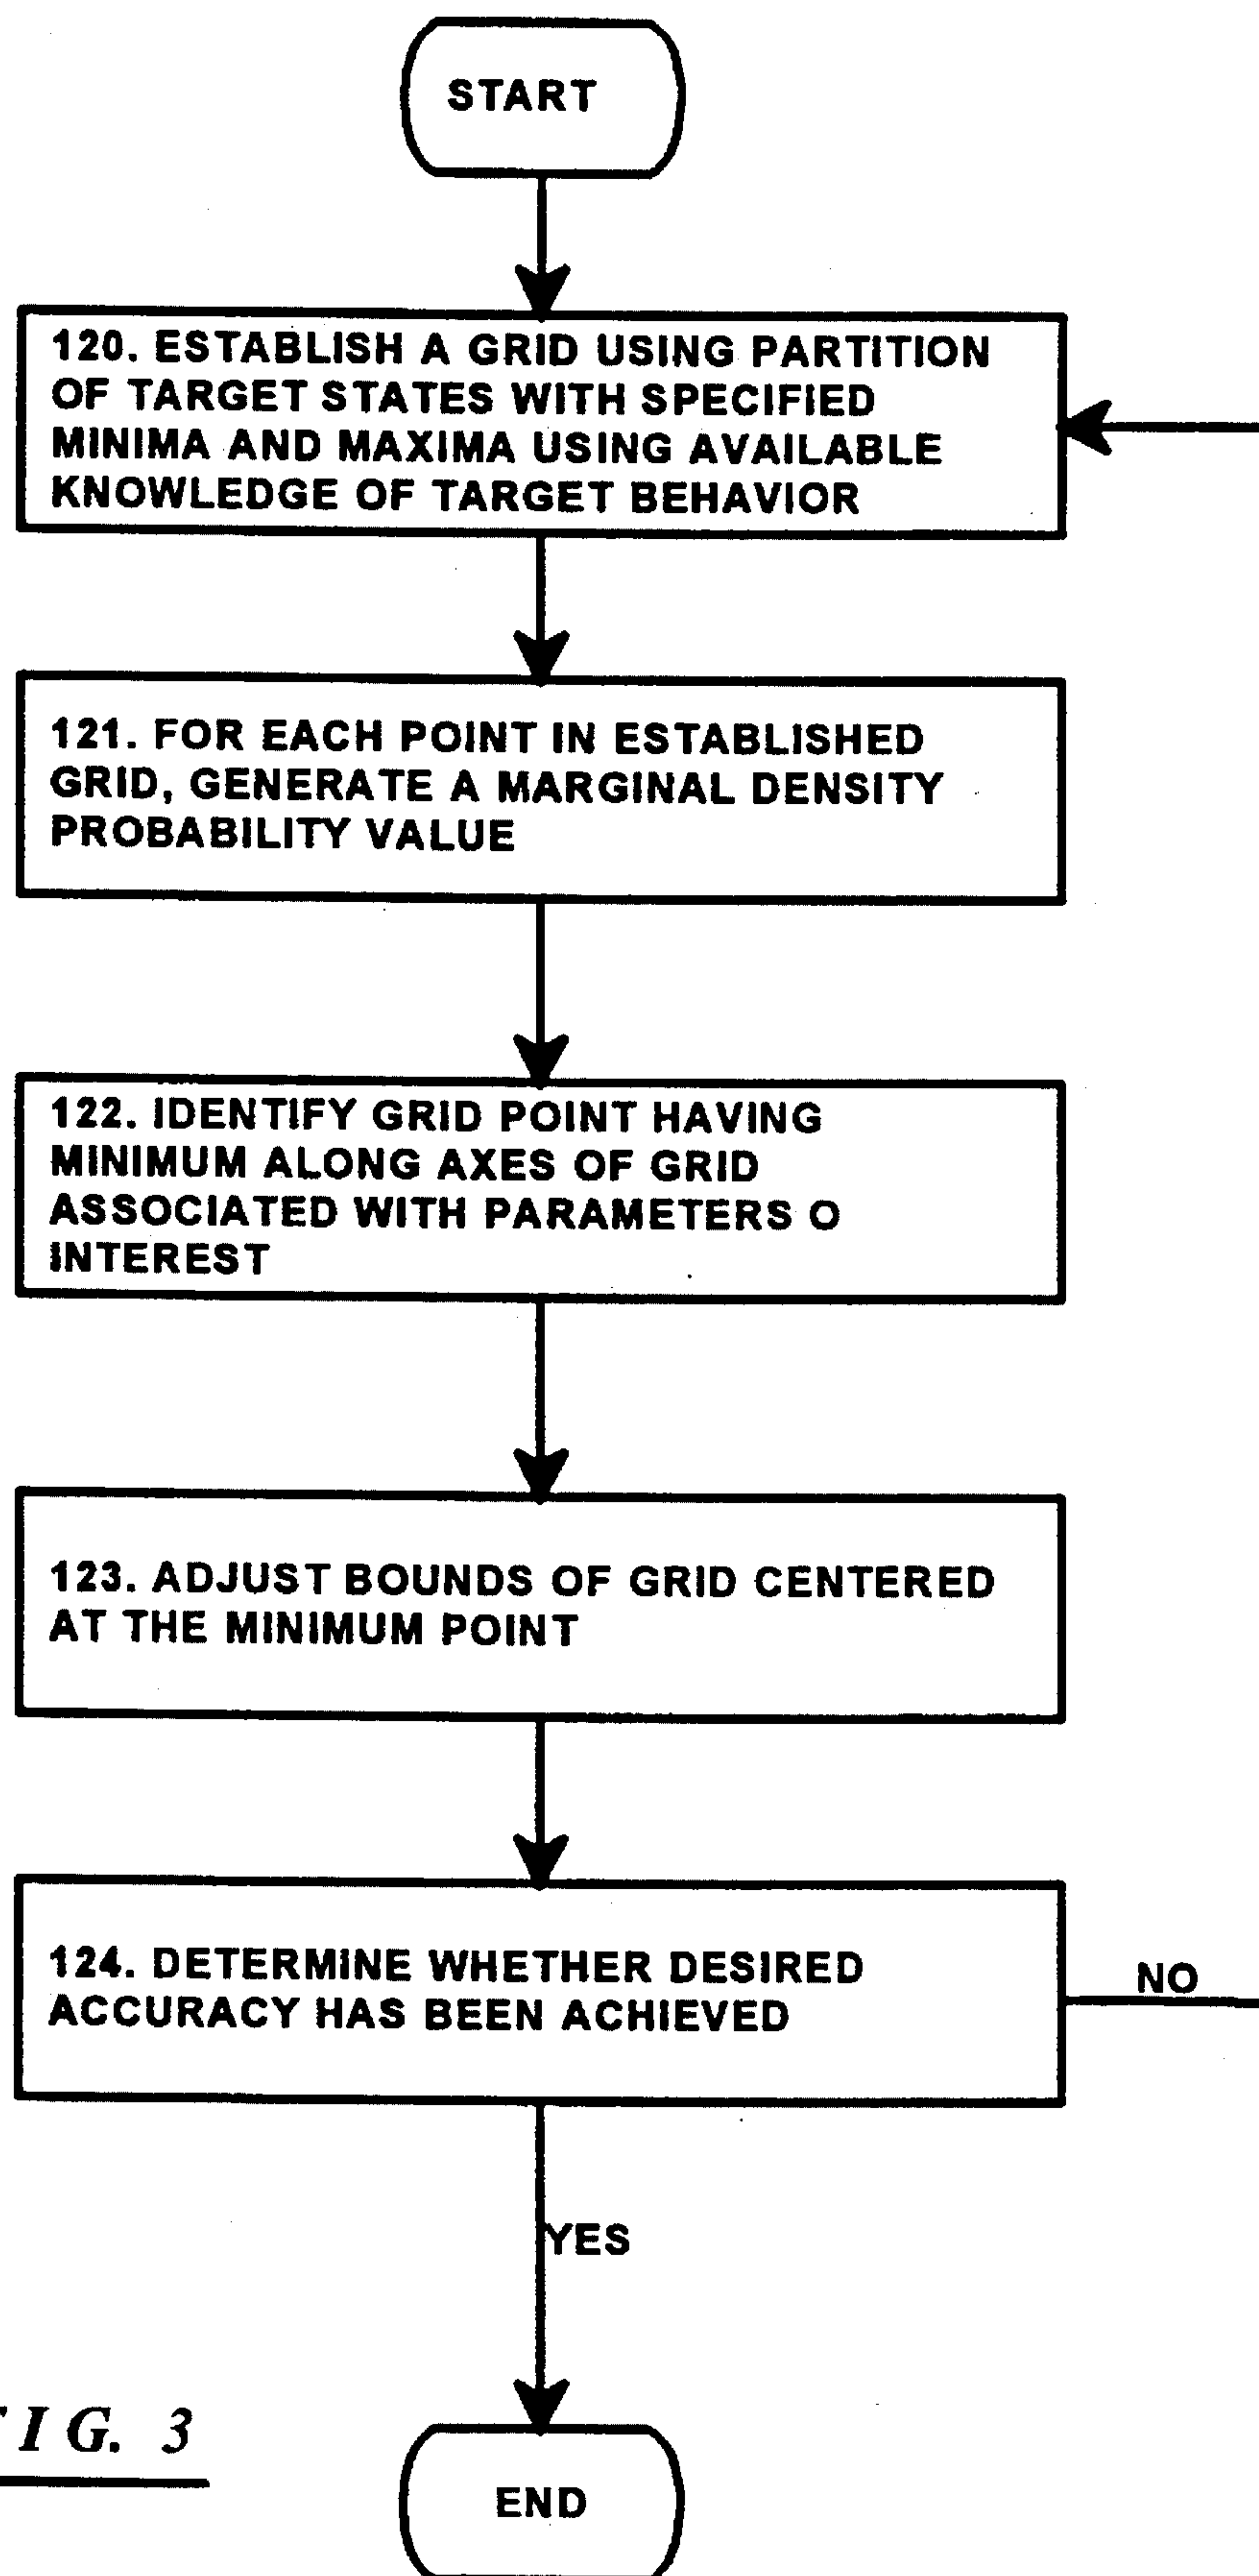 START
120. ESTABLISH A GRID USING PARTITION
OF TARGET STATES WITH SPECIFIED
MINIMA AND MAXIMA USING AVAILABLE
KNOWLEDGE OF TARGET BEHAVIOR
121. FOR EACH POINT IN ESTABLISHED
GRID, GENERATE A MARGINAL DENSITY
PROBABILITY VALUE
122. IDENTIFY GRID POINT HAVING
MINIMUM ALONG AXES OF GRID
ASSOCIATED WITH PARAMETERS O
INTEREST
123. ADJUST BOUNDS OF GRID CENTERED
AT THE MINIMUM POINT
124. DETERMINE WHETHER DESIRED
ACCURACY HAS BEEN ACHIEVED
NO
YES
FIG. 3
END